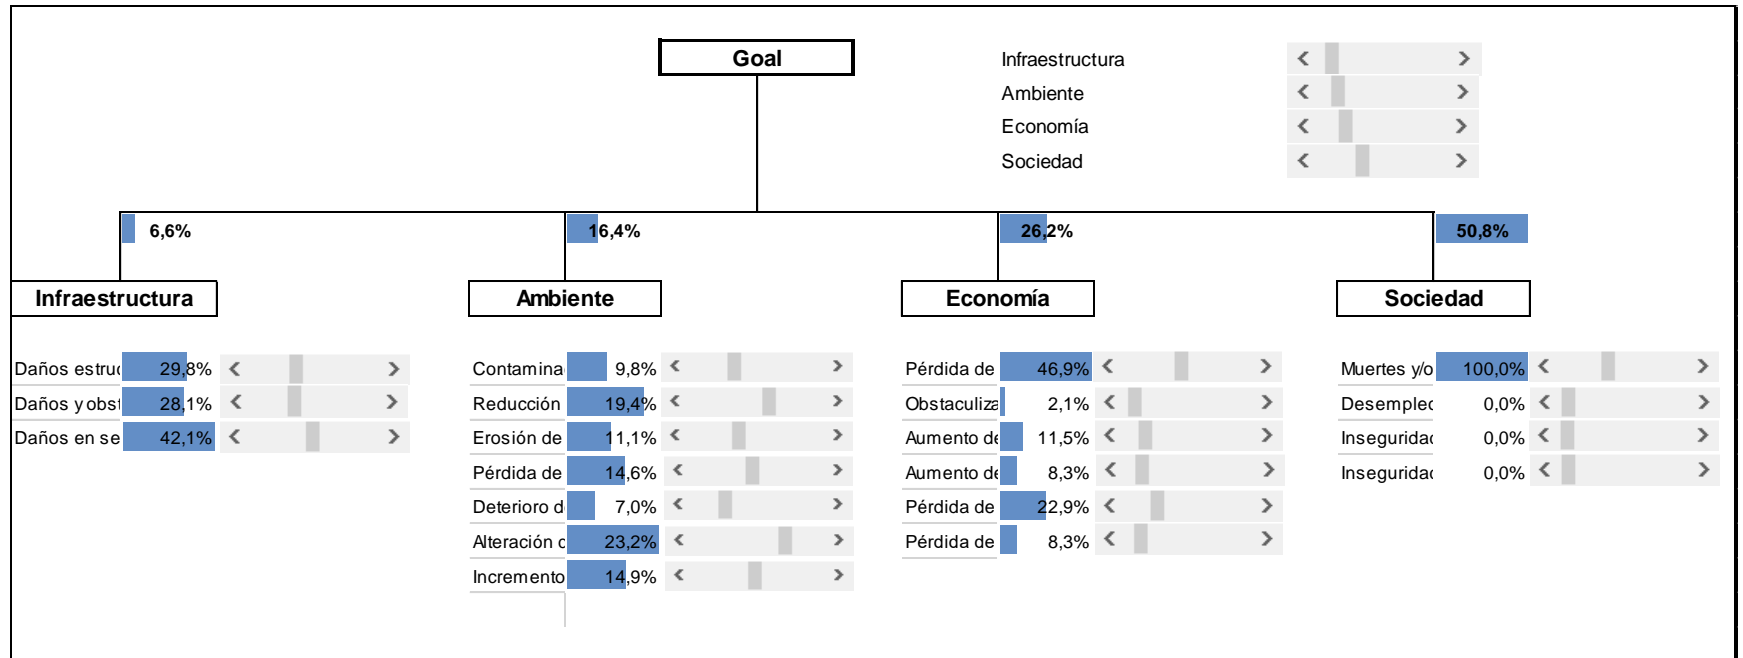 Goal
Infraestructura
Ambiente
Economía
Sociedad
6,6%
16,4%
26,2%
50,8%
Infraestructura
Ambiente
Economía
Sociedad
Daños estruc 29,8%
Daños y obst 28,1%
Daños en se 42,1%
Contamina 9,8%
Reducción 19,4%
Erosión de 11,1%
Pérdida de 14,6%
Deterioro d 7,0%
Alteración d 23,2%
Incremento 14,9%
Pérdida de 46,9%
Obstaculiza 2,1%
Aumento de 11,5%
Aumento de 8,3%
Pérdida de 22,9%
Pérdida de 8,3%
Muertes y/o 100,0%
Desempleo 0,0%
Inseguridad 0,0%
Inseguridad 0,0%